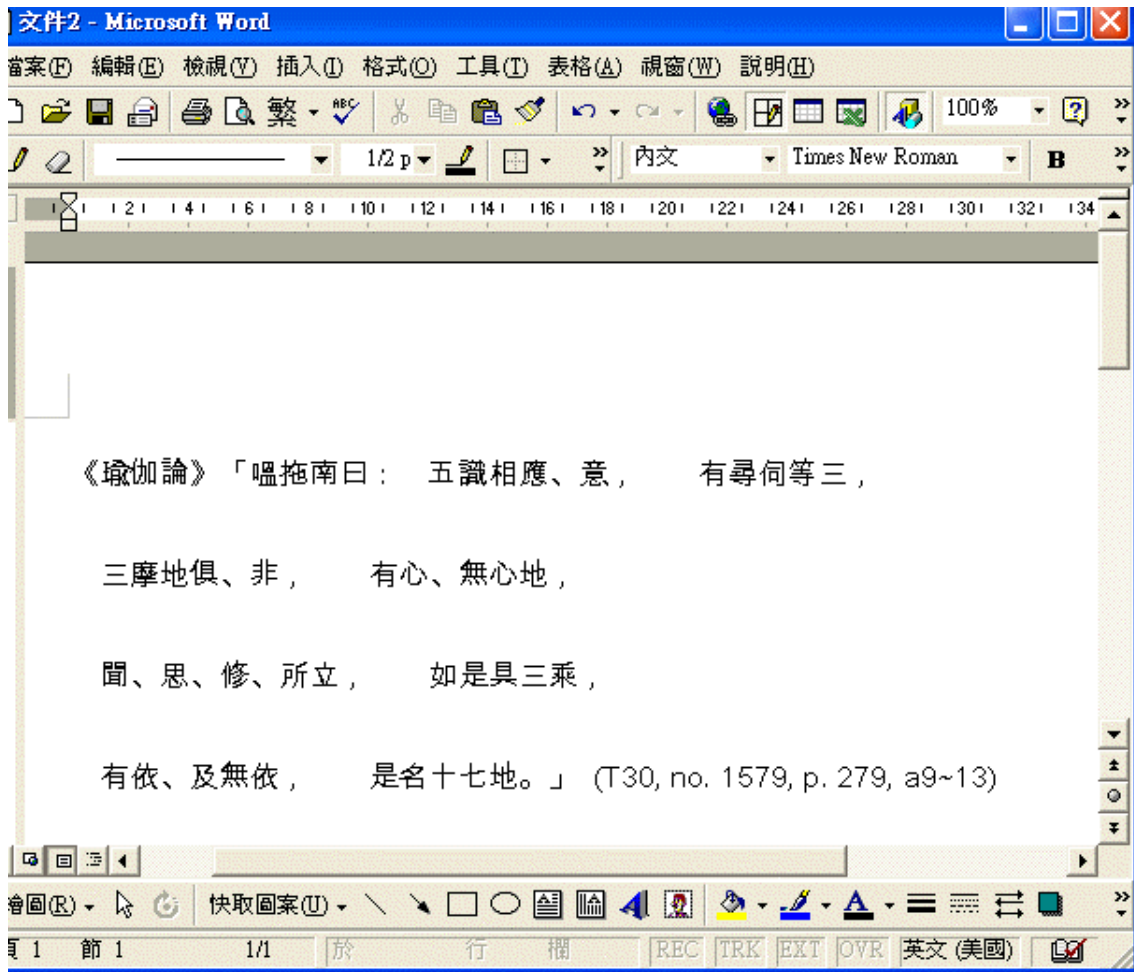 文件2 - Microsoft Word
檔案(F) 編輯(E) 檢視(V) 插入(I) 格式(O) 工具(T) 表格(A) 視窗(W) 說明(H)
繁 ABC 100%
1/2 p 內文 Times New Roman B
2 4 6 8 10 12 14 16 18 20 22 24 26 28 30 32 34
《瑜伽論》「嗢拖南曰： 五識相應、意， 有尋伺等三，
三摩地俱、非， 有心、無心地，
聞、思、修、所立， 如是具三乘，
有依、及無依， 是名十七地。」 (T30, no. 1579, p. 279, a9~13)
繪圖(R) 快取圖案(U) A A
頁 1 節 1 1/1 於 行 欄 REC TRK EXT OVR 英文 (美國)